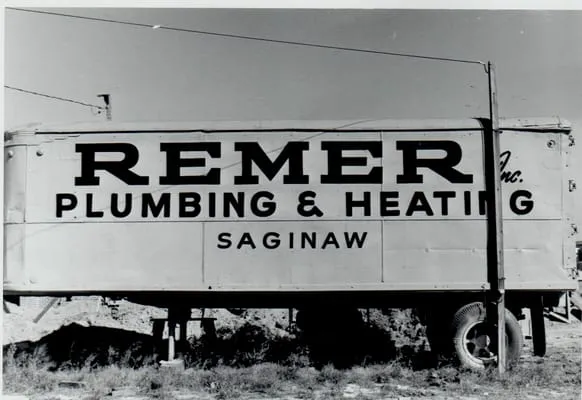 REMER Inc.
PLUMBING & HEATING
SAGINAW